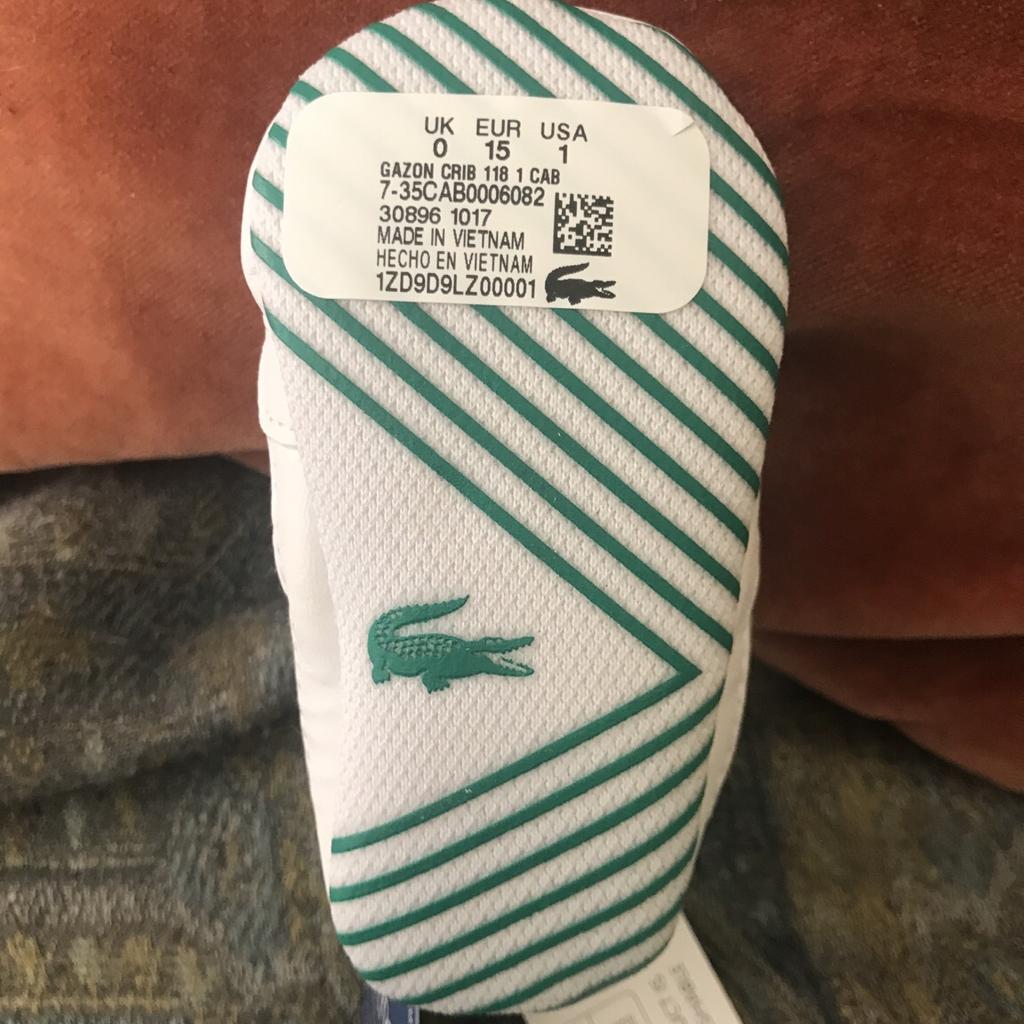 UK EUR USA
0 15 1
GAZON CRIB 118 1 CAB
7-35CAB0006082
30896 1017
MADE IN VIETNAM
HECHO EN VIETNAM
1ZD9D9LZ00001